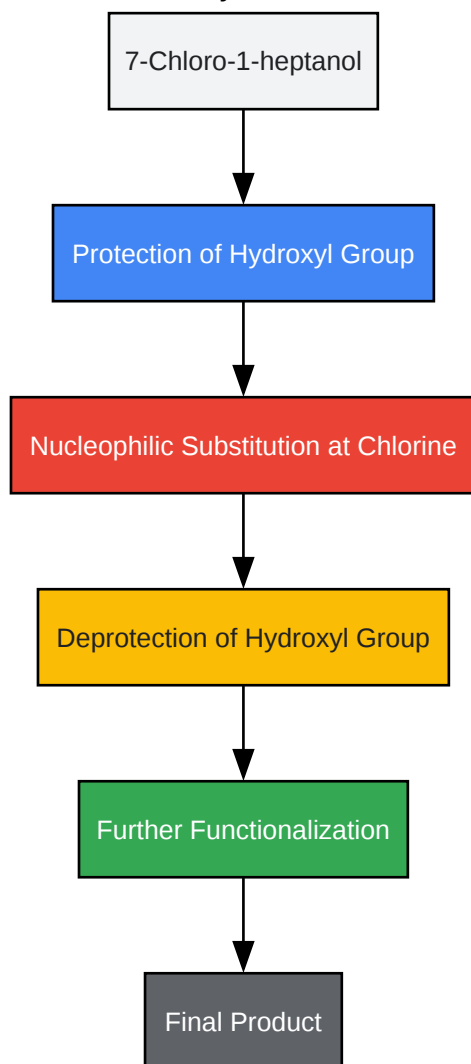 7-Chloro-1-heptanol
Protection of Hydroxyl Group
Nucleophilic Substitution at Chlorine
Deprotection of Hydroxyl Group
Further Functionalization
Final Product